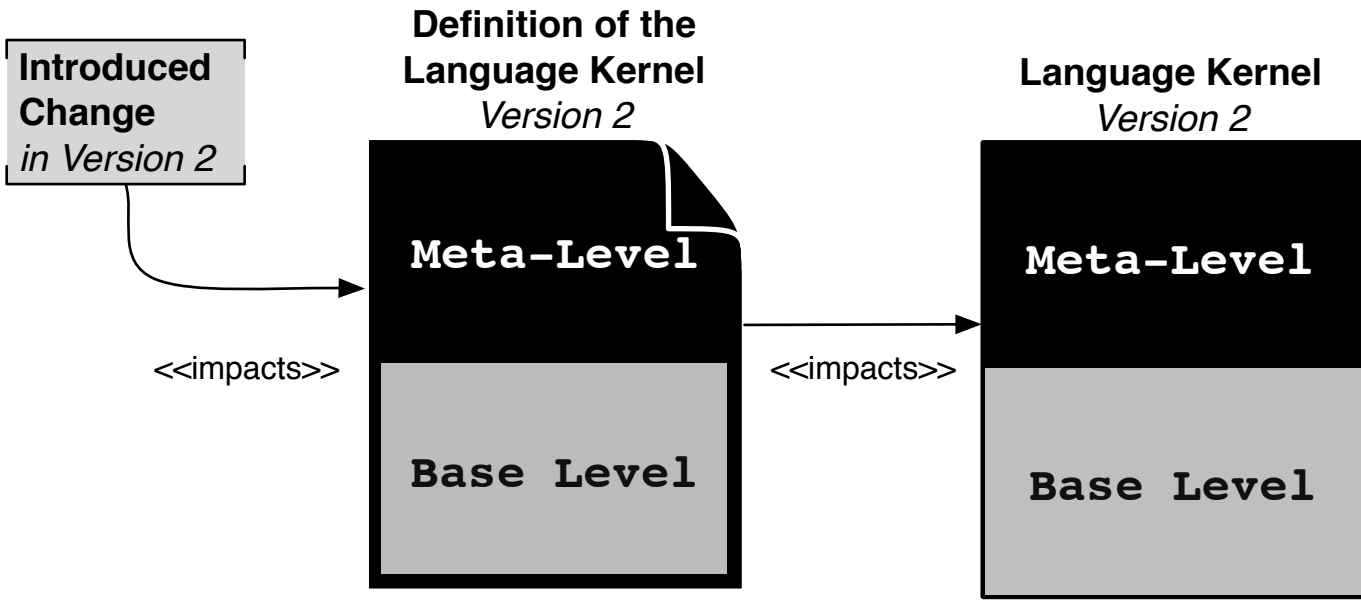 Introduced
Change
in Version 2
Definition of the
Language Kernel
Version 2
Meta-Level
Base Level
<<impacts>>
<<impacts>>
Language Kernel
Version 2
Meta-Level
Base Level